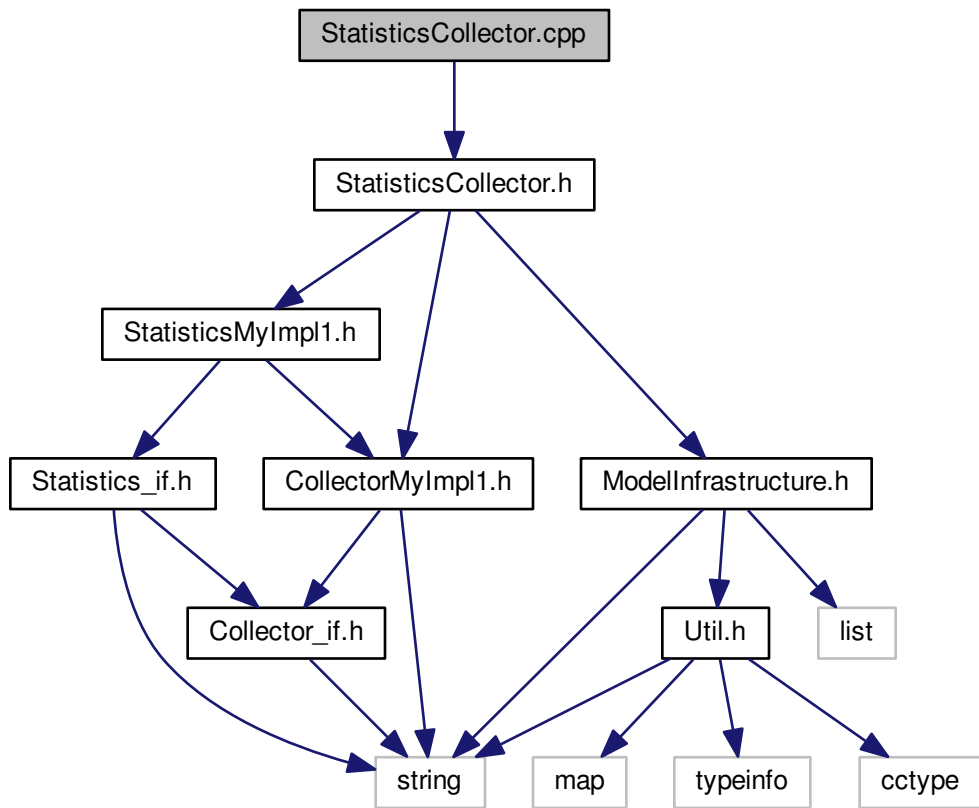 StatisticsCollector.cpp
StatisticsCollector.h
StatisticsMyImpl1.h
Statistics_if.h
CollectorMyImpl1.h
ModelInfrastructure.h
Collector_if.h
Util.h
list
string
map
typeinfo
cctype